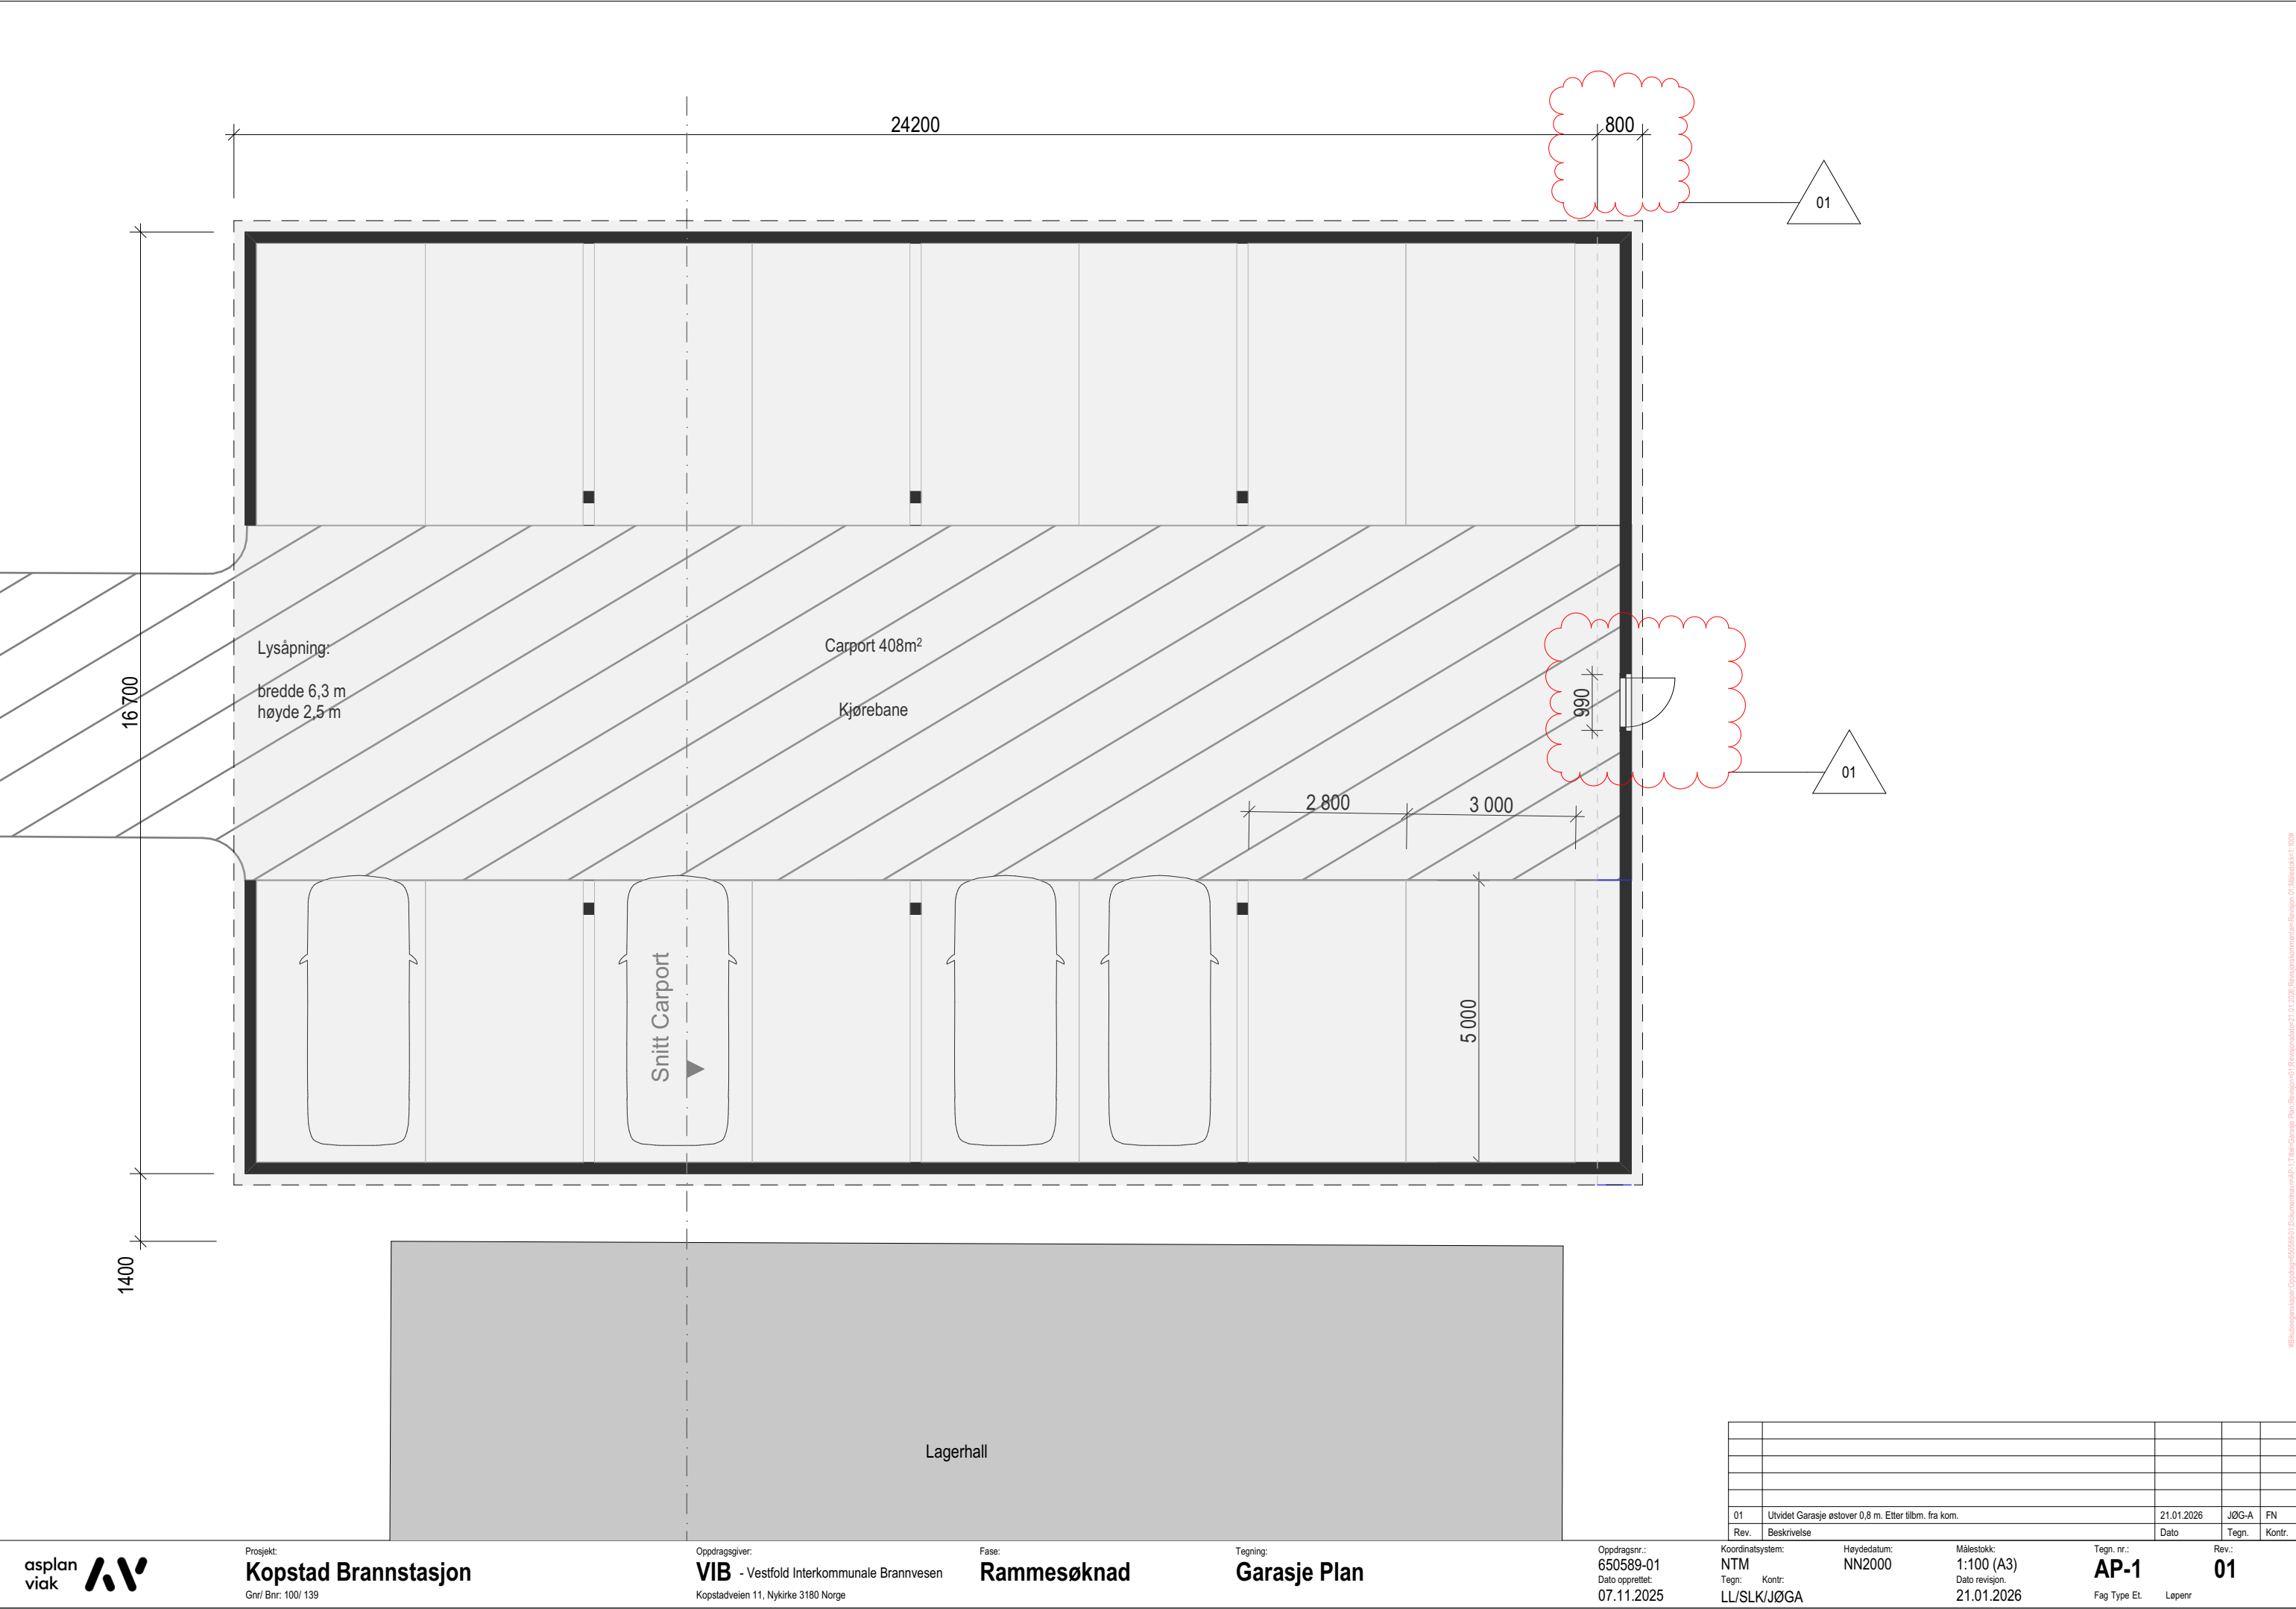 24200
800
01
Lysåpning:
bredde 6,3 m
høyde 2,5 m
Carport 408m²
Kjørebane
16 700
990
01
2 800
3 000
Snitt Carport
5 000
1400
Lagerhall
01 Utvidet Garasje østover 0,8 m. Etter tilbm. fra kom. 21.01.2026 JØG-A FN
Rev. Beskrivelse Dato Tegn. Kontr.
asplan
viak
Prosjekt:
Kopstad Brannstasjon
Gnr/ Bnr: 100/ 139
Oppdragsgiver:
VIB - Vestfold Interkommunale Brannvesen
Kopstadveien 11, Nykirke 3180 Norge
Fase:
Rammesøknad
Tegning:
Garasje Plan
Oppdragsnr.:
650589-01
Dato opprettet:
07.11.2025
Koordinatsystem:
NTM
Tegn: Kontr:
LL/SLK/JØGA
Høydedatum:
NN2000
Målestokk:
1:100 (A3)
Dato revisjon.
21.01.2026
Tegn. nr.:
AP-1
Fag Type Et. Løpenr
Rev.:
01